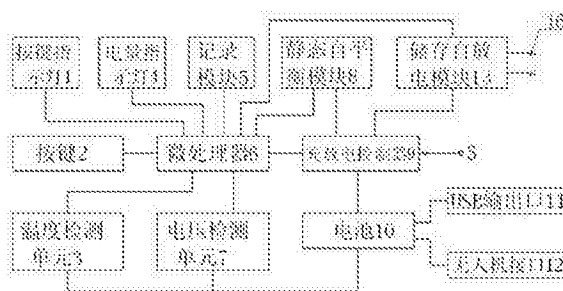 按键指
示灯1
电量指
示灯4
记录
模块5
静态自平
衡模块8
储存自放
电模块13
16
按键2
微处理器6
充放电控制器9
温度检测
单元3
电压检测
单元7
电池10
USB输出口11
无人机接口12